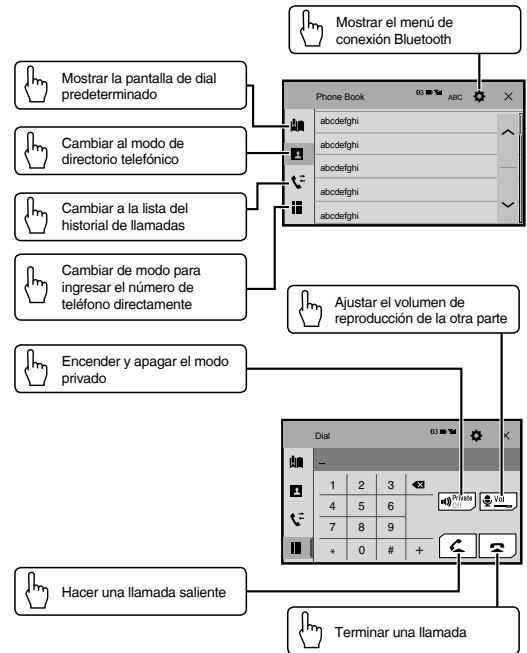 Mostrar el menú de
conexión Bluetooth
Mostrar la pantalla de dial
predeterminado
Cambiar al modo de
directorio telefónico
Cambiar a la lista del
historial de llamadas
Cambiar de modo para
ingresar el número de
teléfono directamente
Phone Book
ABC
abcdefghi
abcdefghi
abcdefghi
abcdefghi
abcdefghi
Ajustar el volumen de
reproducción de la otra parte
Encender y apagar el modo
privado
Dial
_
1 2 3
4 5 6
7 8 9
* 0 # +
Private
Off
Vol
Hacer una llamada saliente
Terminar una llamada